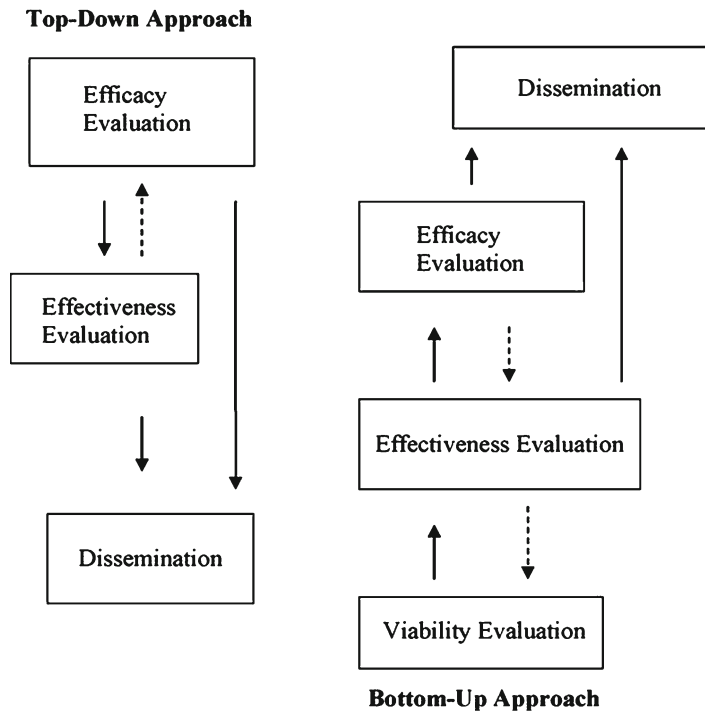 Top-Down Approach
Efficacy
Evaluation
Effectiveness
Evaluation
Dissemination
Dissemination
Efficacy
Evaluation
Effectiveness Evaluation
Viability Evaluation
Bottom-Up Approach